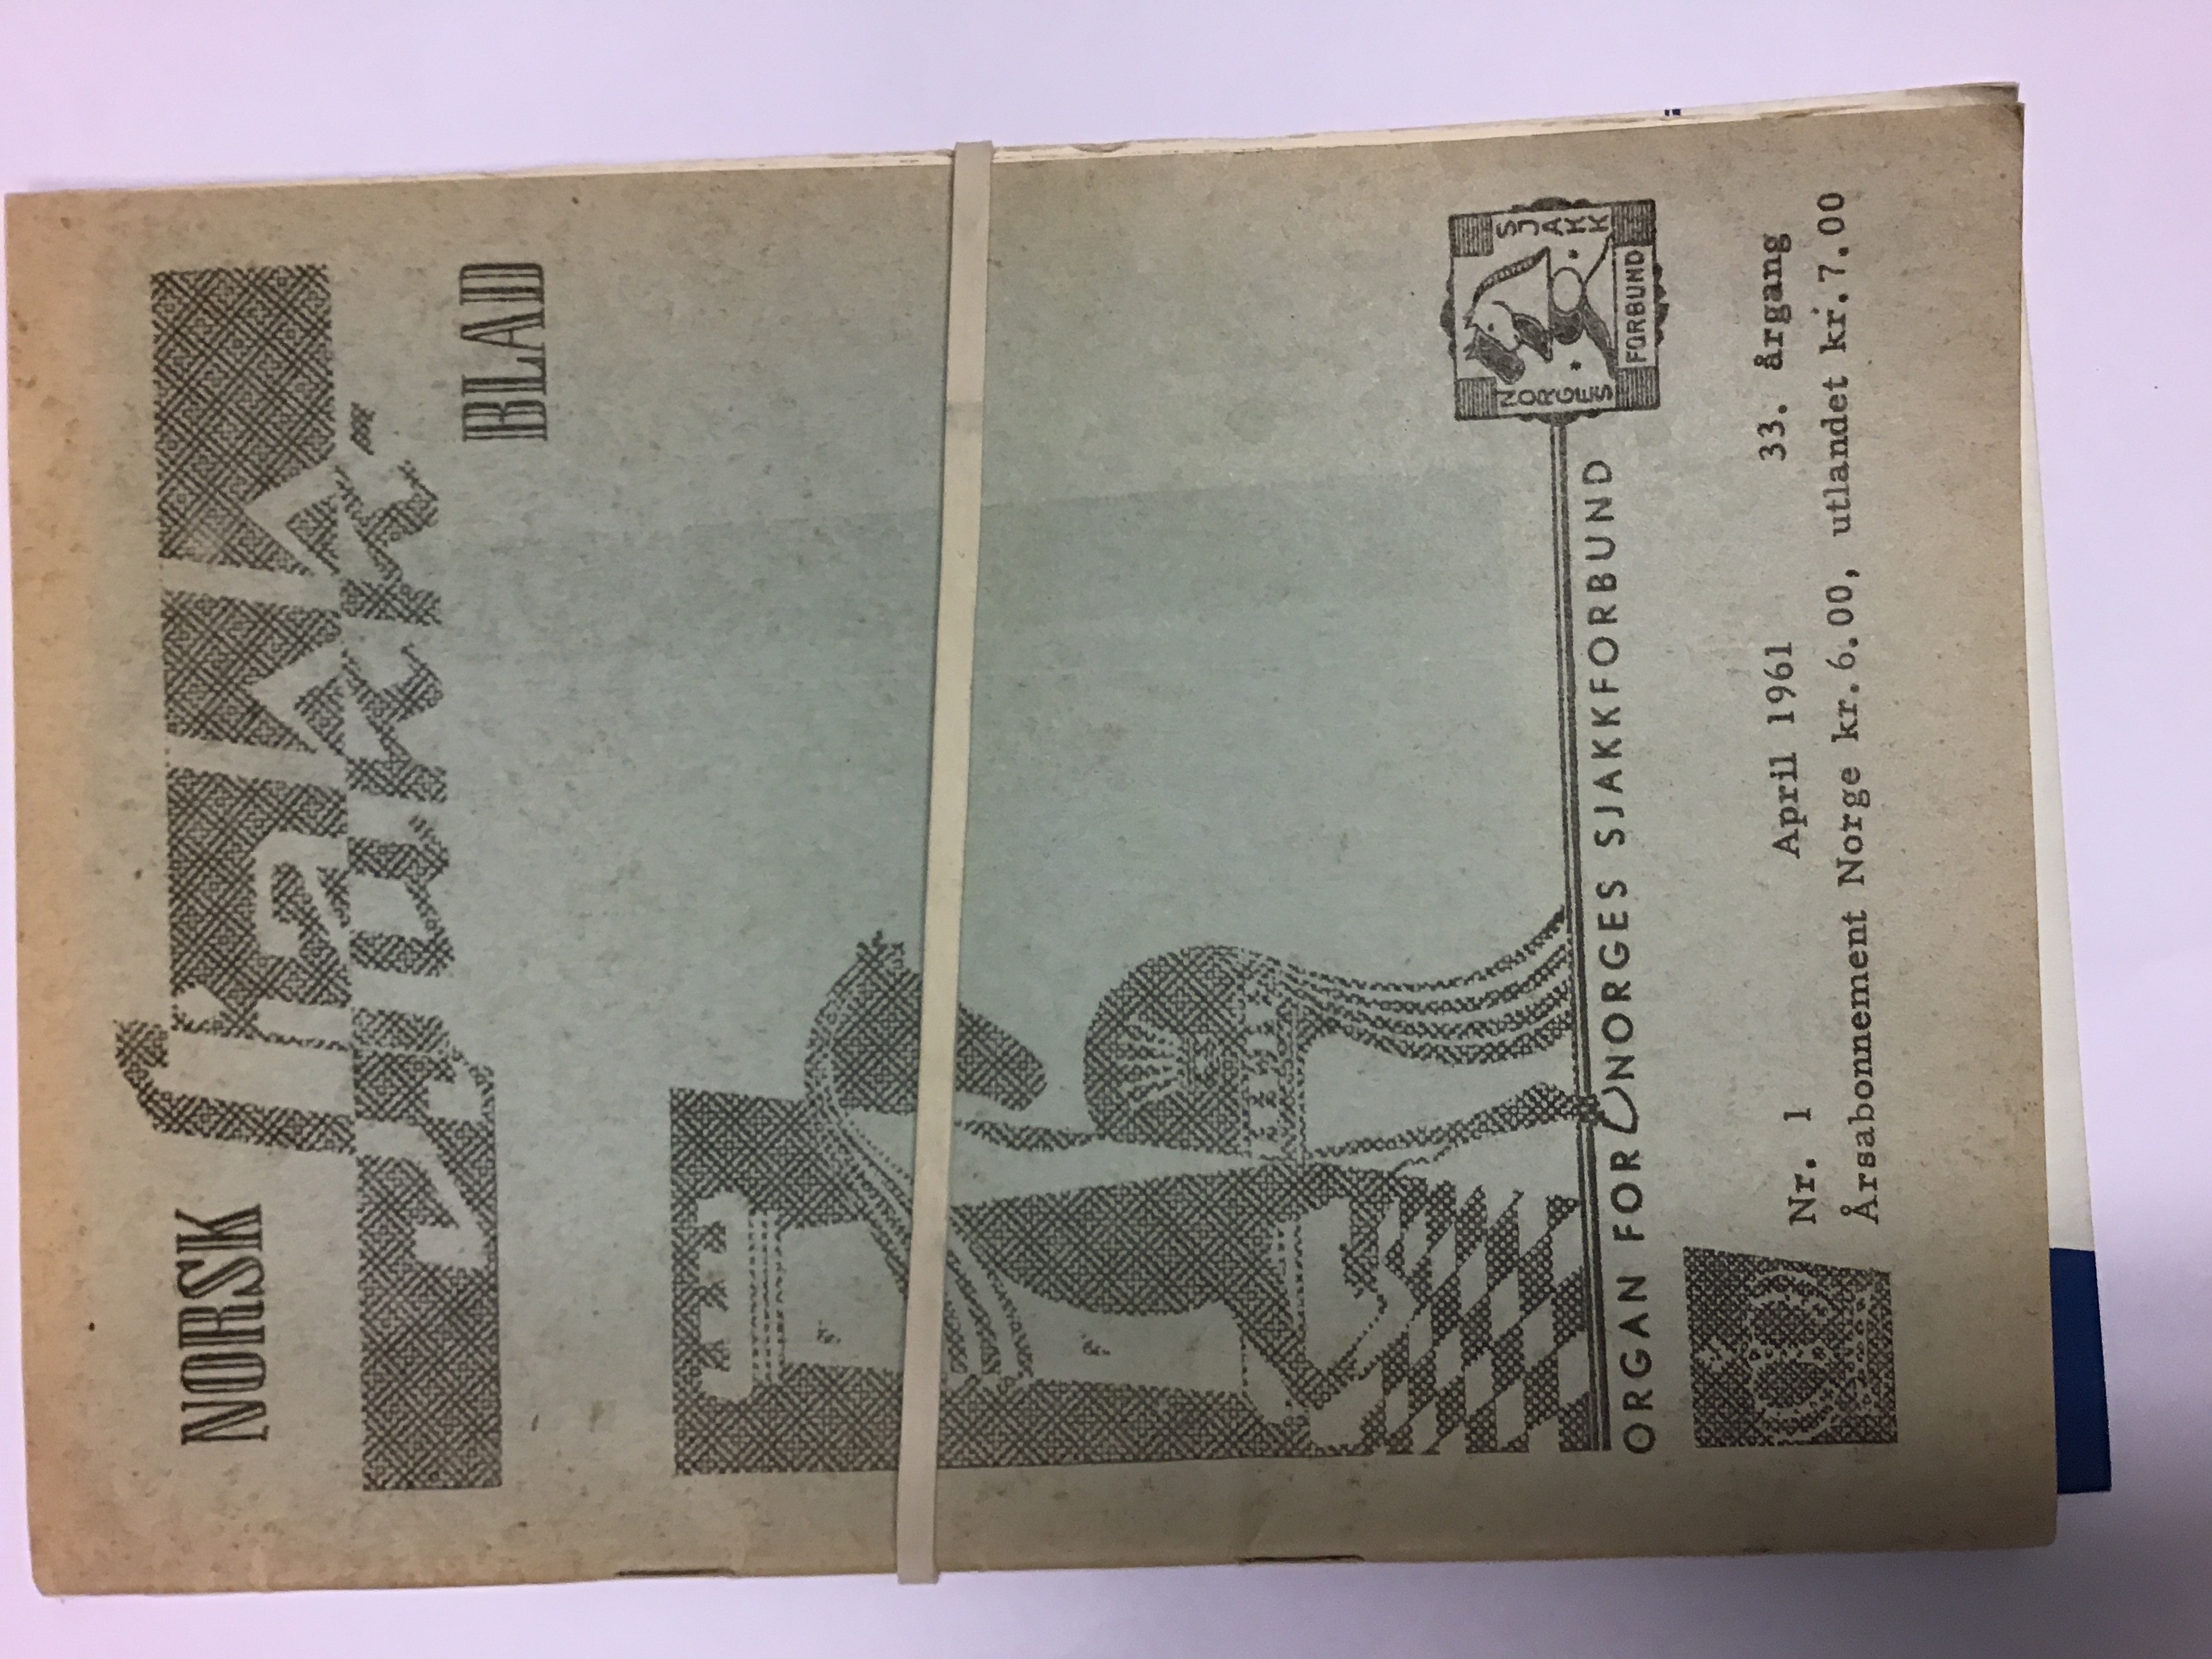 NORSK
Sjakk
BLAD
NORGES
SJAKK
FORBUND
ORGAN FOR NORGES SJAKKFORBUND
Nr. 1 April 1961 33. årgang
Årsabonnement Norge kr.6.00, utlandet kr.7.00